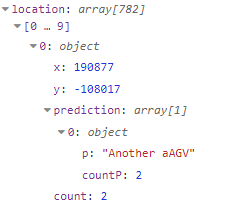 location: array[782]
[0 … 9]
0: object
x: 190877
y: -108017
prediction: array[1]
0: object
p: "Another aAGV"
countP: 2
count: 2